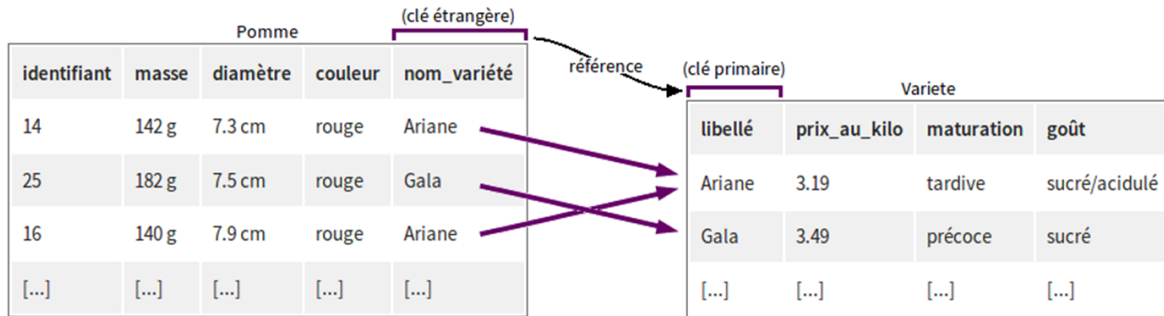 (clé étrangère)
Pomme
référence
(clé primaire)
Variete
identifiant masse diamètre couleur nom_variété
14 142 g 7.3 cm rouge Ariane
25 182 g 7.5 cm rouge Gala
16 140 g 7.9 cm rouge Ariane
[...] [...] [...] [...] [...]
libellé prix_au_kilo maturation goût
Ariane 3.19 tardive sucré/acidulé
Gala 3.49 précoce sucré
[...] [...] [...] [...]